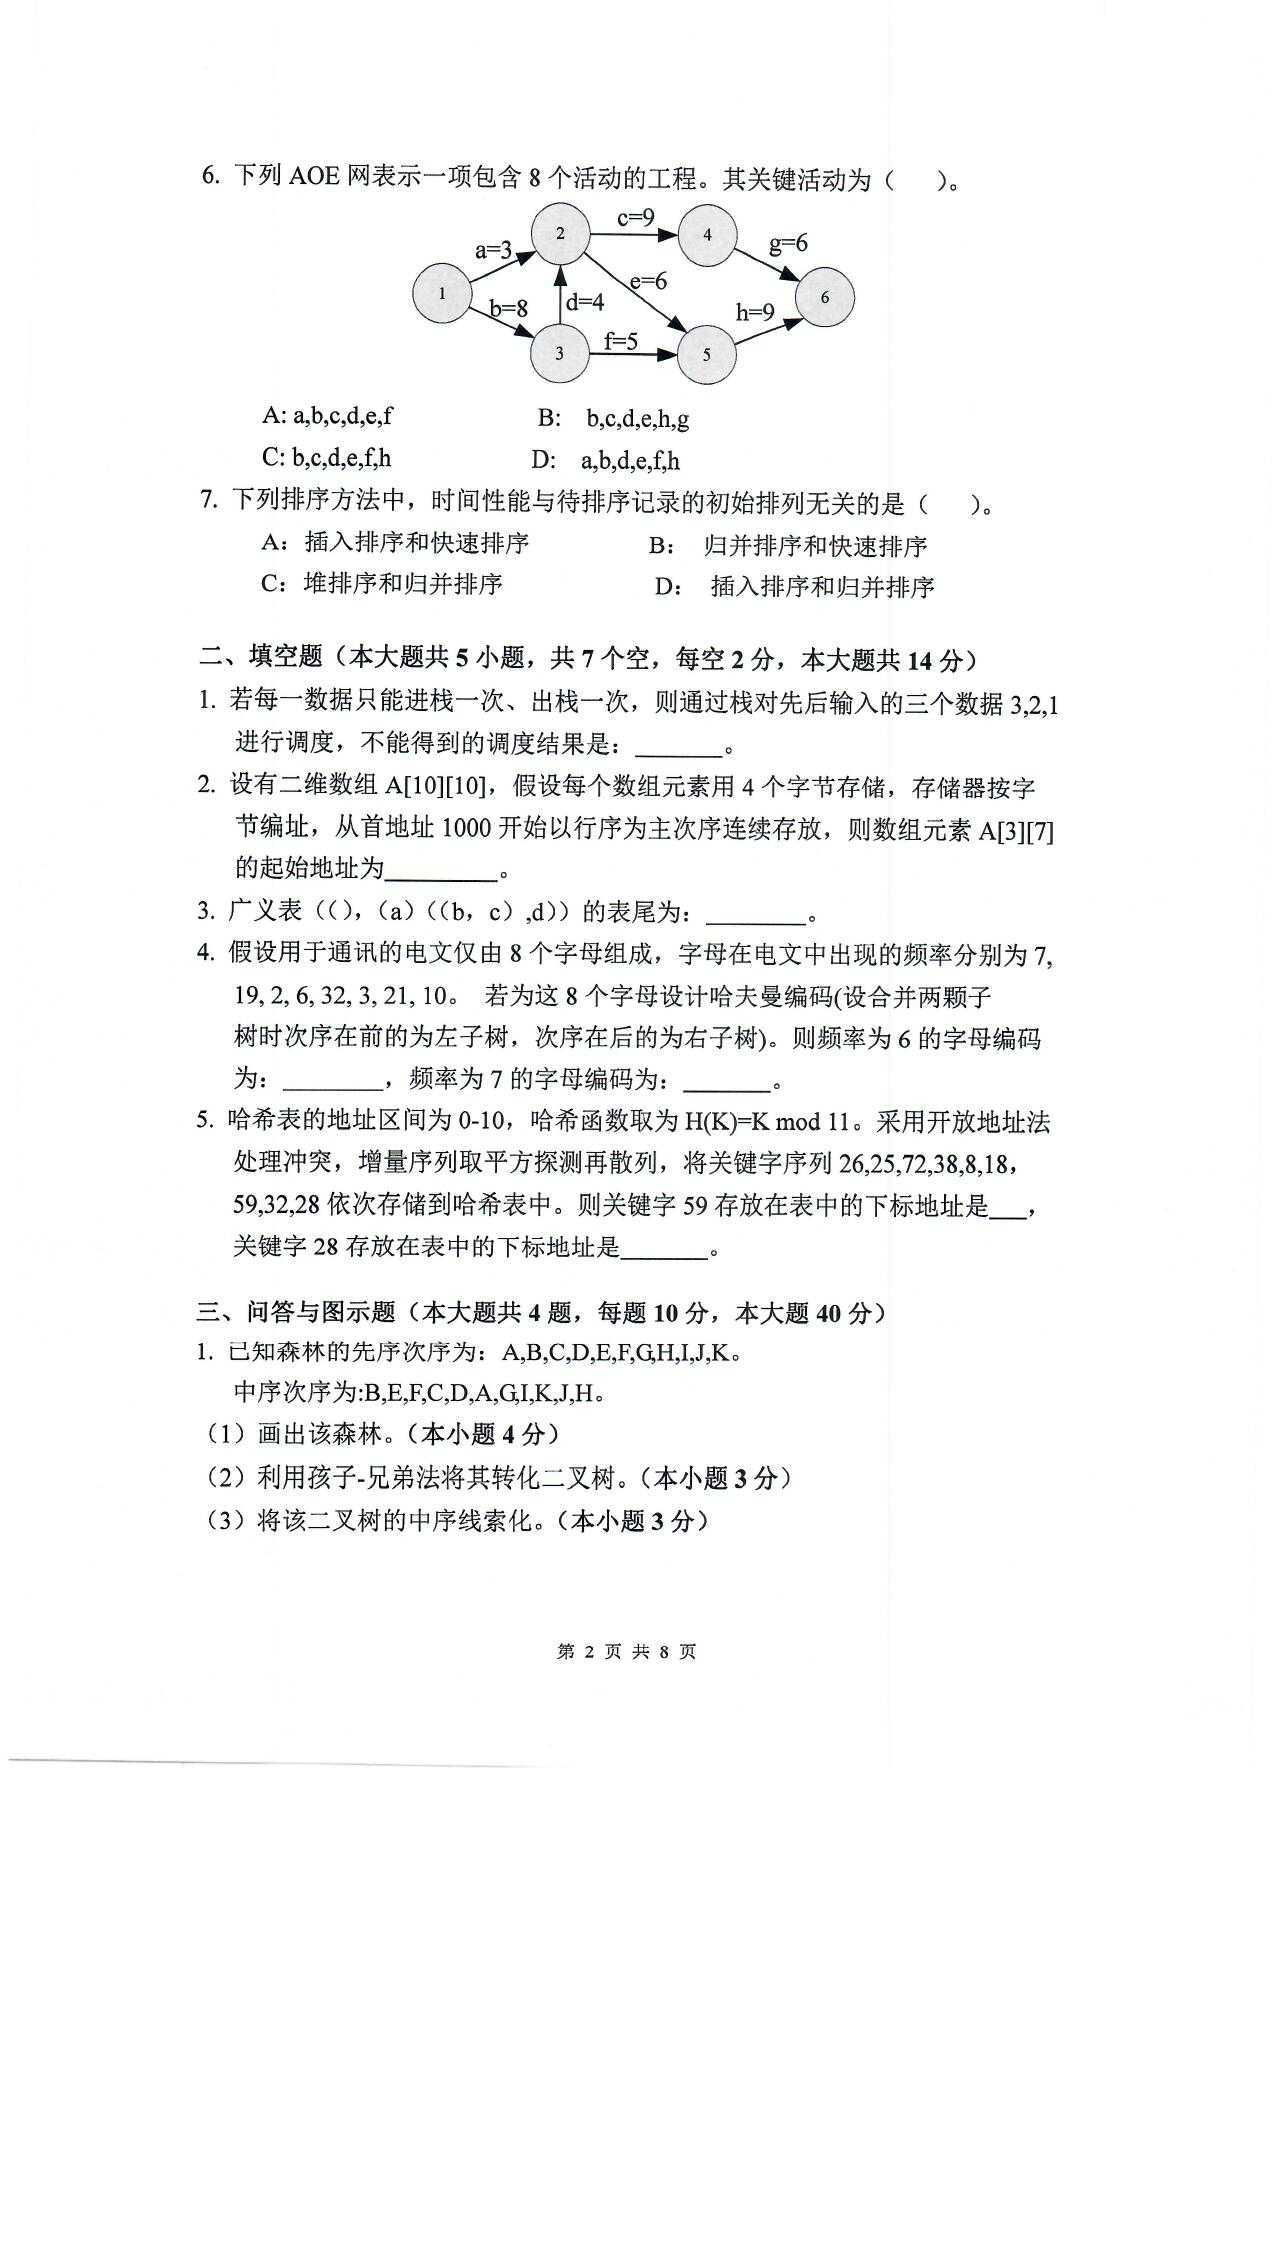 6. 下列 AOE 网表示一项包含 8 个活动的工程。其关键活动为（ ）。
c=9
2
4
a=3
g=6
e=6
1
6
b=8
d=4
h=9
f=5
3
5
A: a,b,c,d,e,f B: b,c,d,e,h,g
C: b,c,d,e,f,h D: a,b,d,e,f,h
7. 下列排序方法中，时间性能与待排序记录的初始排列无关的是（ ）。
A：插入排序和快速排序 B： 归并排序和快速排序
C：堆排序和归并排序 D： 插入排序和归并排序
二、填空题（本大题共 5 小题，共 7 个空，每空 2 分，本大题共 14 分）
1. 若每一数据只能进栈一次、出栈一次，则通过栈对先后输入的三个数据 3,2,1
进行调度，不能得到的调度结果是：_______。
2. 设有二维数组 A[10][10]，假设每个数组元素用 4 个字节存储，存储器按字
节编址，从首地址 1000 开始以行序为主次序连续存放，则数组元素 A[3][7]
的起始地址为_________。
3. 广义表（（），（a）（（b，c）,d））的表尾为：________。
4. 假设用于通讯的电文仅由 8 个字母组成，字母在电文中出现的频率分别为 7,
19, 2, 6, 32, 3, 21, 10。 若为这 8 个字母设计哈夫曼编码(设合并两颗子
树时次序在前的为左子树，次序在后的为右子树)。则频率为 6 的字母编码
为：________，频率为 7 的字母编码为：_______。
5. 哈希表的地址区间为 0-10，哈希函数取为 H(K)=K mod 11。采用开放地址法
处理冲突，增量序列取平方探测再散列，将关键字序列 26,25,72,38,8,18，
59,32,28 依次存储到哈希表中。则关键字 59 存放在表中的下标地址是___，
关键字 28 存放在表中的下标地址是_______。
三、问答与图示题（本大题共 4 题，每题 10 分，本大题 40 分）
1. 已知森林的先序次序为：A,B,C,D,E,F,G,H,I,J,K。
中序次序为:B,E,F,C,D,A,G,I,K,J,H。
（1）画出该森林。（本小题 4 分）
（2）利用孩子-兄弟法将其转化二叉树。（本小题 3 分）
（3）将该二叉树的中序线索化。（本小题 3 分）
第 2 页 共 8 页